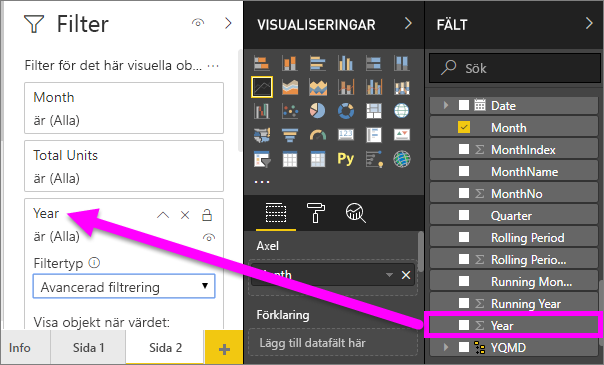 Filter
Filter för det här visuella ob... ...
Month
är (Alla)
Total Units
är (Alla)
Year
är (Alla)
Filtertyp
Avancerad filtrering
Visa objekt när värdet:
Info
Sida 1
Sida 2
+
VISUALISERINGAR
Py
...
Axel
Month
Förklaring
Lägg till datafält här
FÄLT
Sök
Date
Month
MonthIndex
MonthName
MonthNo
Quarter
Rolling Period
Rolling Perio...
Running Mon...
Running Year
Year
YQMD